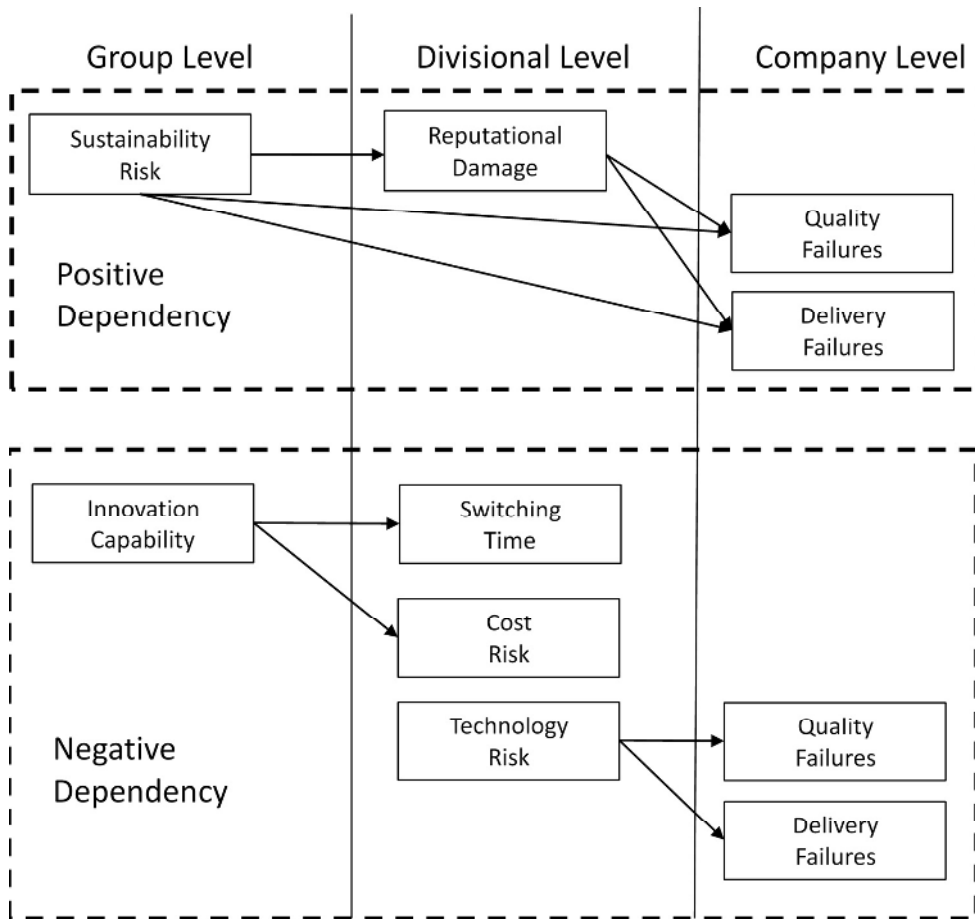 Group Level
Divisional Level
Company Level
Sustainability
Risk
Reputational
Damage
Quality
Failures
Positive
Dependency
Delivery
Failures
Innovation
Capability
Switching
Time
Cost
Risk
Technology
Risk
Quality
Failures
Negative
Dependency
Delivery
Failures